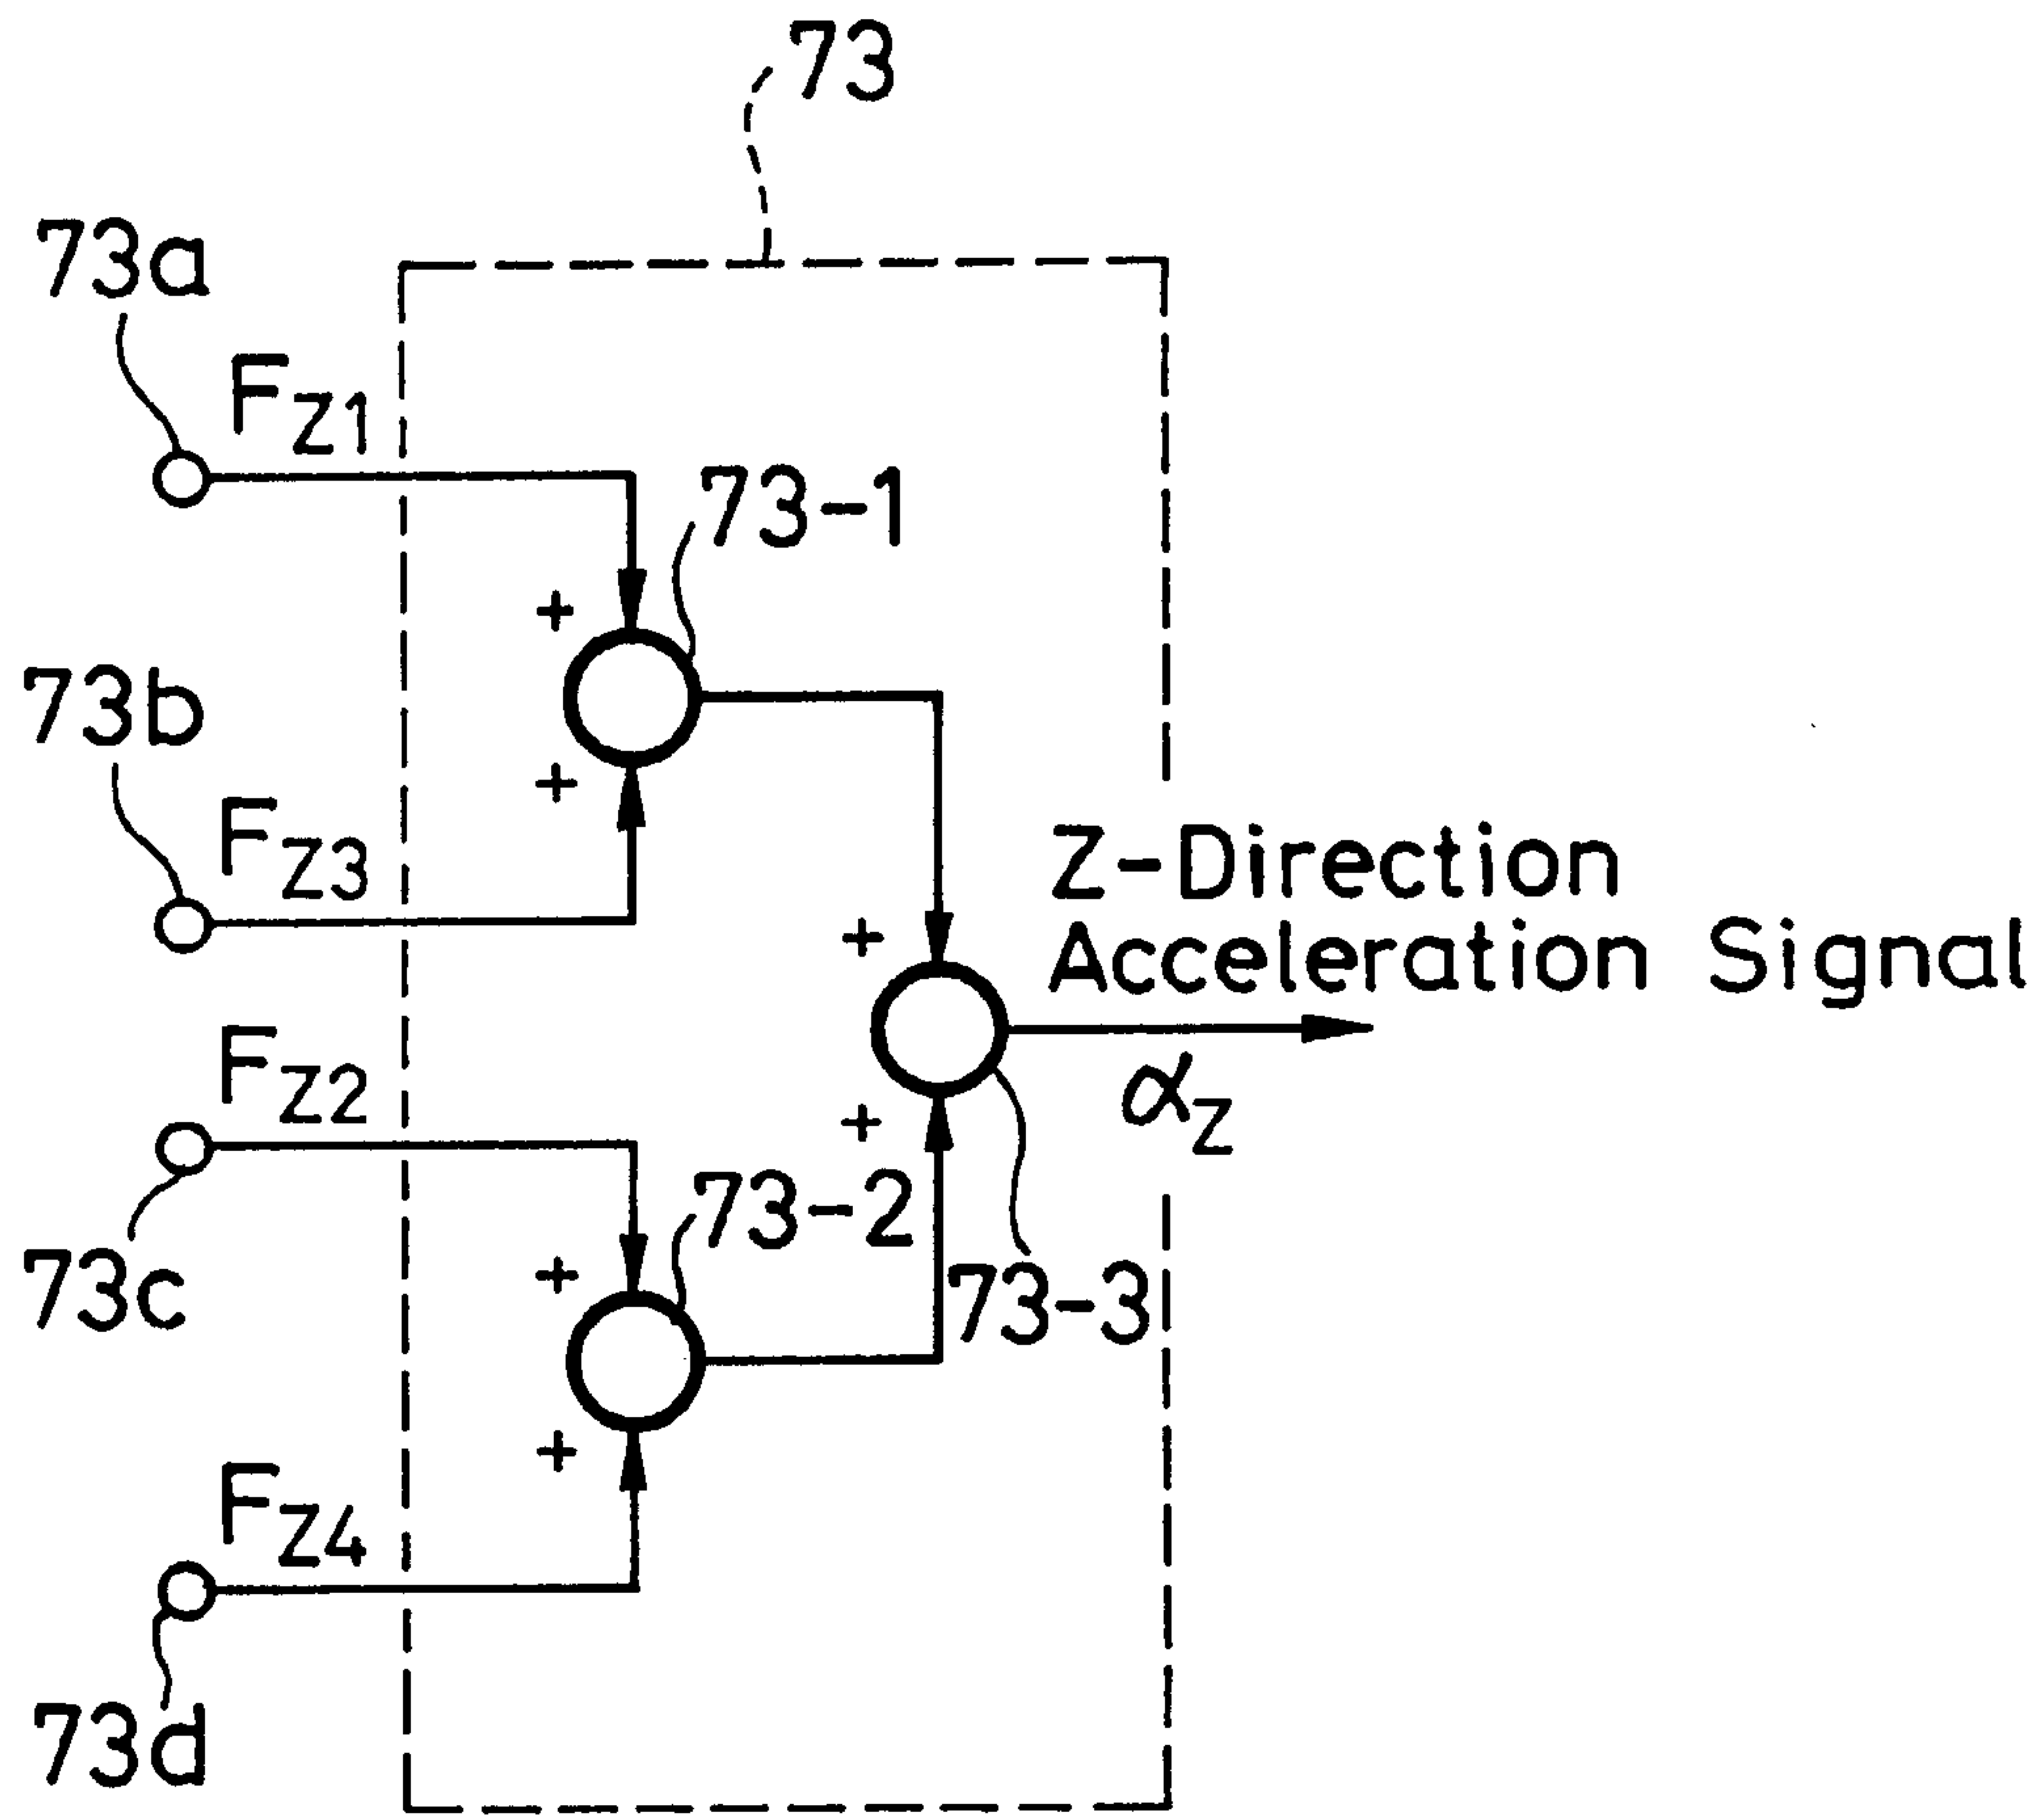 73
73a
FZ1
73-1
73b
FZ3
+
+
Z-Direction
Acceleration Signal
αZ
+
+
FZ2
73c
73-2
73-3
+
+
FZ4
73d